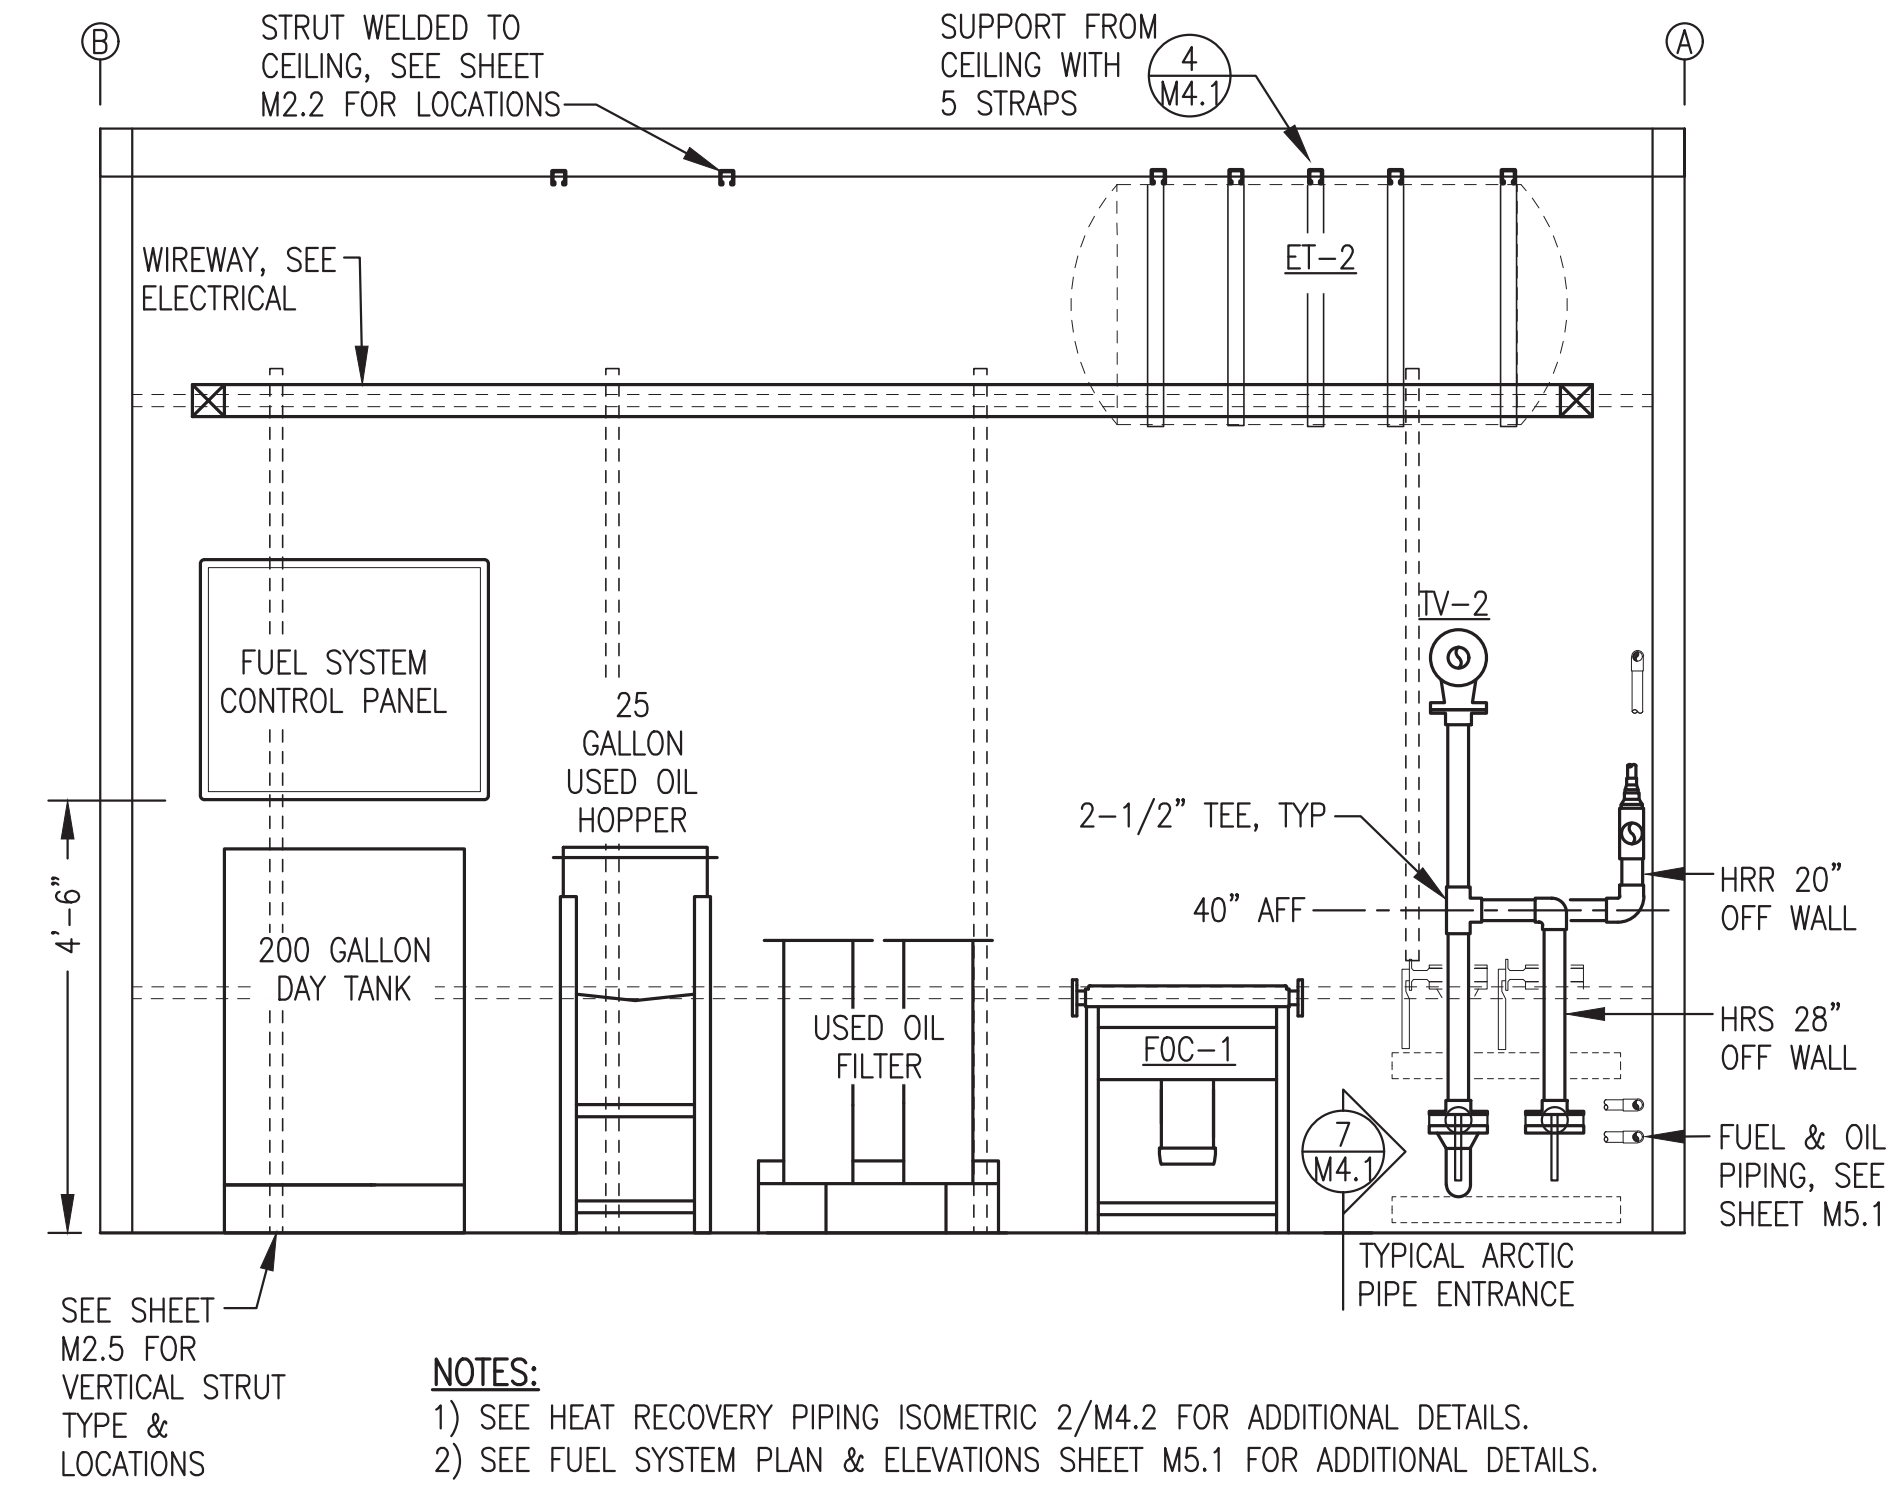 B
STRUT WELDED TO
CEILING, SEE SHEET
M2.2 FOR LOCATIONS
SUPPORT FROM
CEILING WITH
5 STRAPS
4
M4.1
A
WIREWAY, SEE
ELECTRICAL
ET-2
FUEL SYSTEM
CONTROL PANEL
25
GALLON
USED OIL
HOPPER
TV-2
2-1/2" TEE, TYP
40" AFF
HRR 20"
OFF WALL
4'-6"
200 GALLON
DAY TANK
USED OIL
FILTER
FOC-1
HRS 28"
OFF WALL
7
M4.1
FUEL & OIL
PIPING, SEE
SHEET M5.1
TYPICAL ARCTIC
PIPE ENTRANCE
SEE SHEET
M2.5 FOR
VERTICAL STRUT
TYPE &
LOCATIONS
NOTES:
1) SEE HEAT RECOVERY PIPING ISOMETRIC 2/M4.2 FOR ADDITIONAL DETAILS.
2) SEE FUEL SYSTEM PLAN & ELEVATIONS SHEET M5.1 FOR ADDITIONAL DETAILS.